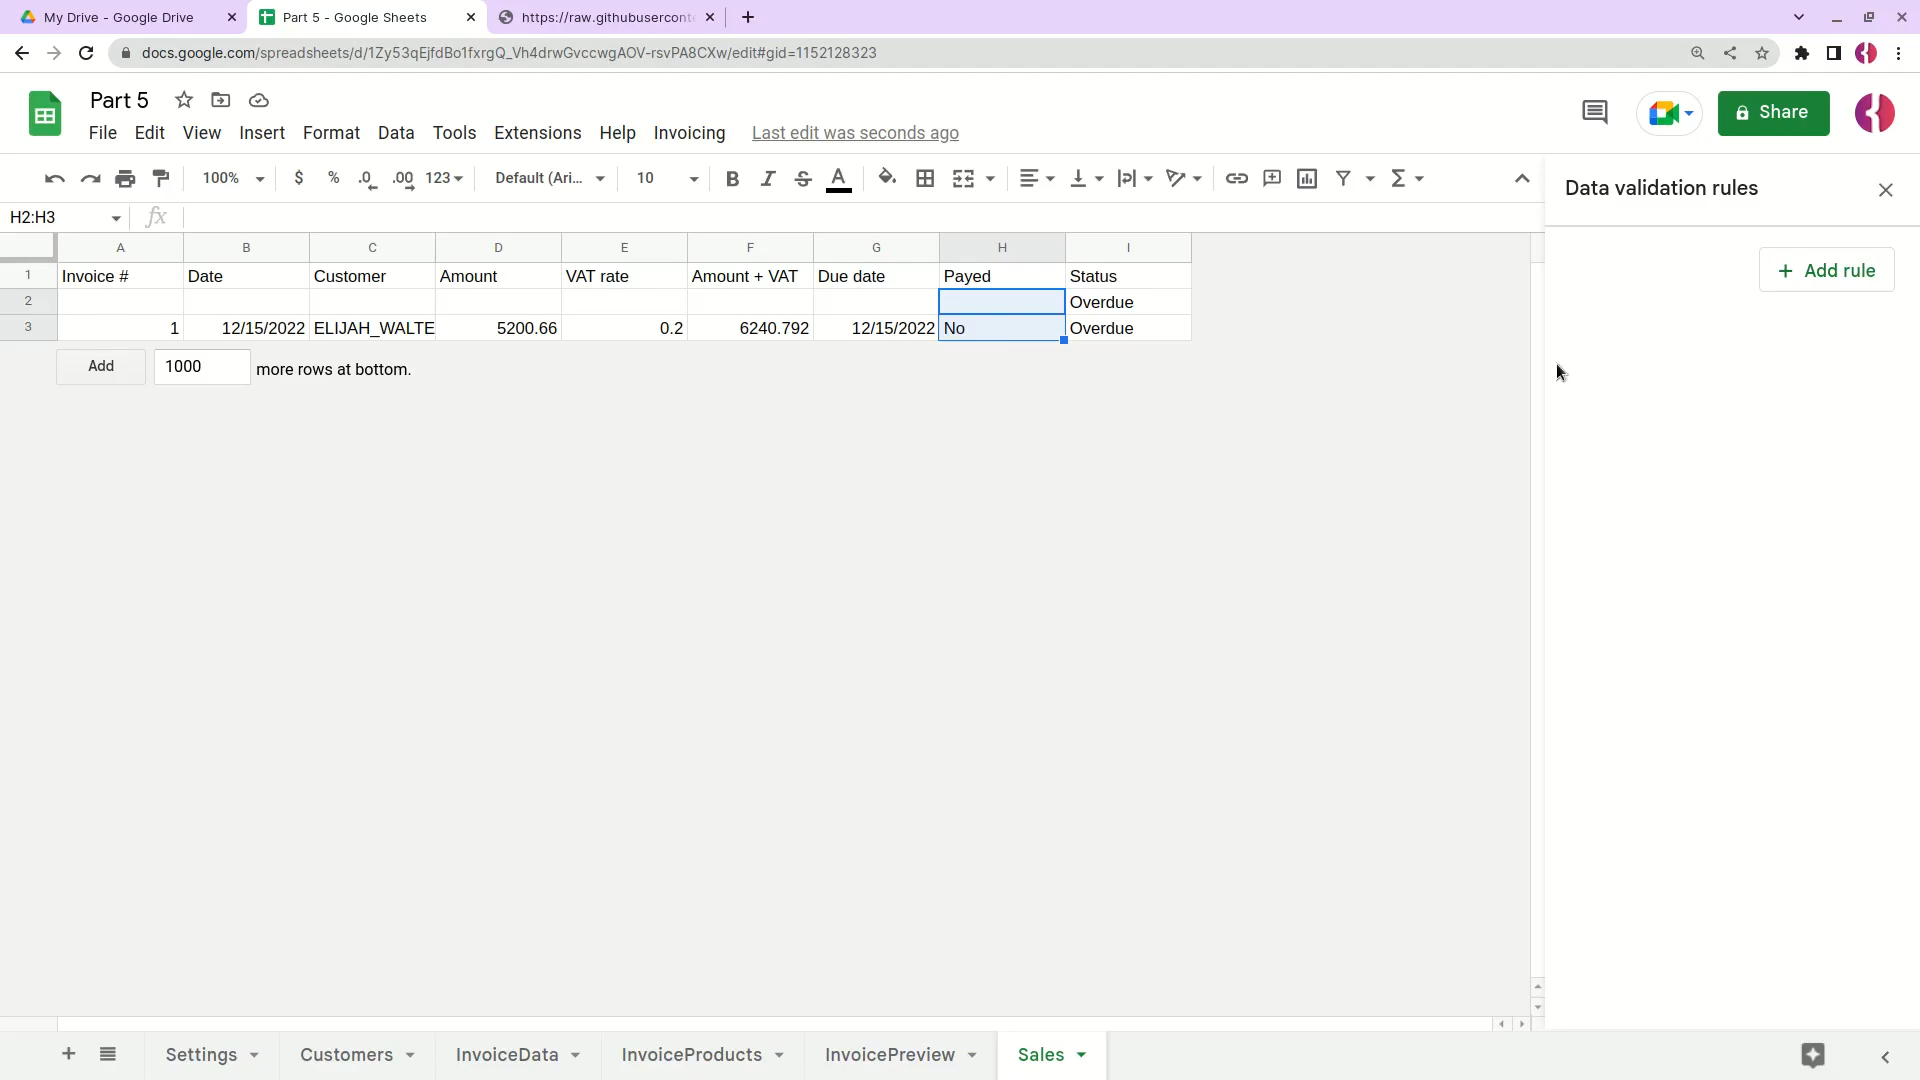 My Drive - Google Drive
Part 5 - Google Sheets
https://raw.githubuserconte
docs.google.com/spreadsheets/d/1Zy53qEjfdBo1fxrgQ_Vh4drwGvccwgAOV-rsvPA8CXw/edit#gid=1152128323
Part 5
Share
File Edit View Insert Format Data Tools Extensions Help Invoicing Last edit was seconds ago
100% $ % .0 .00 123 Default (Ari... 10 B I S A Σ
Data validation rules
H2:H3 fx
A B C D E F G H I
Add rule
1 Invoice # Date Customer Amount VAT rate Amount + VAT Due date Payed Status
2 Overdue
3 1 12/15/2022 ELIJAH_WALTE 5200.66 0.2 6240.792 12/15/2022 No Overdue
Add 1000 more rows at bottom.
Settings Customers InvoiceData InvoiceProducts InvoicePreview Sales